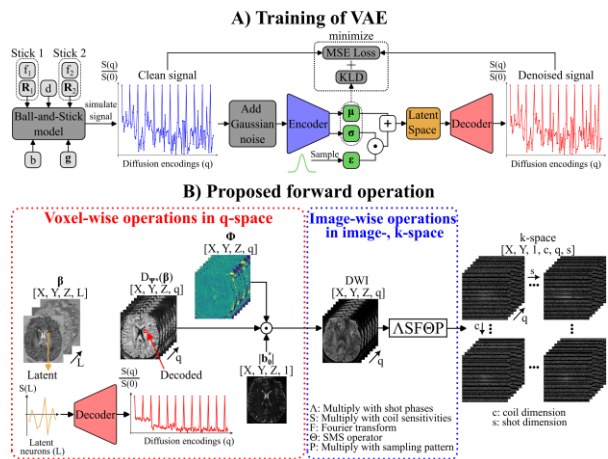 A) Training of VAE
Stick 1 Stick 2
f1 d f2
R1 R2
Ball-and-Stick
model
b g
simulate
signal
S(q)
S(0)
Clean signal
Diffusion encodings (q)
Add
Gaussian
noise
Encoder
minimize
MSE Loss
+
KLD
μ
σ
Sample
ε
+
Latent
Space
Decoder
S(q)
S(0)
Denoised signal
Diffusion encodings (q)
B) Proposed forward operation
Voxel-wise operations in q-space
β
[X, Y, Z, L]
Latent
L
S(L)
Latent
neurons (L)
Decoder
[X, Y, Z, q]
Decoded
q
S(q)
S(0)
Diffusion encodings (q)
Φ
[X, Y, Z, q]
[X, Y, Z, 1]
Image-wise operations
in image-, k-space
DWI
[X, Y, Z, q]
q
ΛSFΘP
Λ: Multiply with shot phases
S: Multiply with coil sensitivities
F: Fourier transform
Θ: SMS operator
P: Multiply with sampling pattern
k-space
[X, Y, 1, c, q, s]
s
q
c
c: coil dimension
s: shot dimension